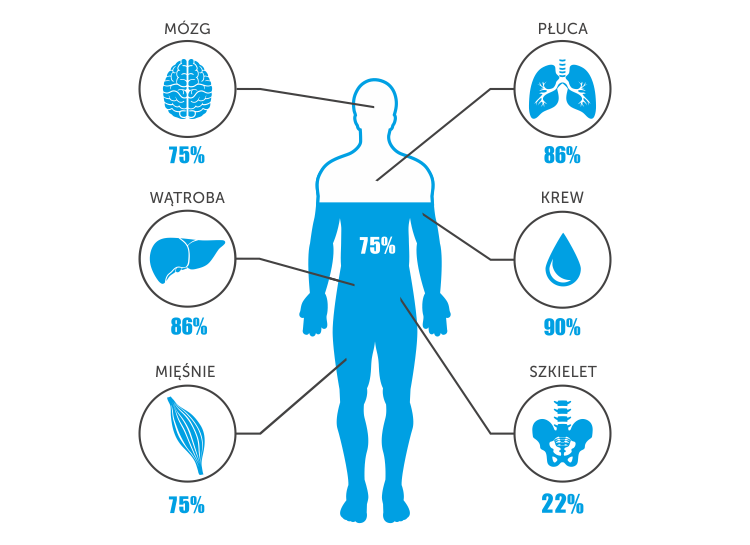 MÓZG
75%
WĄTROBA
86%
MIĘŚNIE
75%
75%
PŁUCA
86%
KREW
90%
SZKIELET
22%